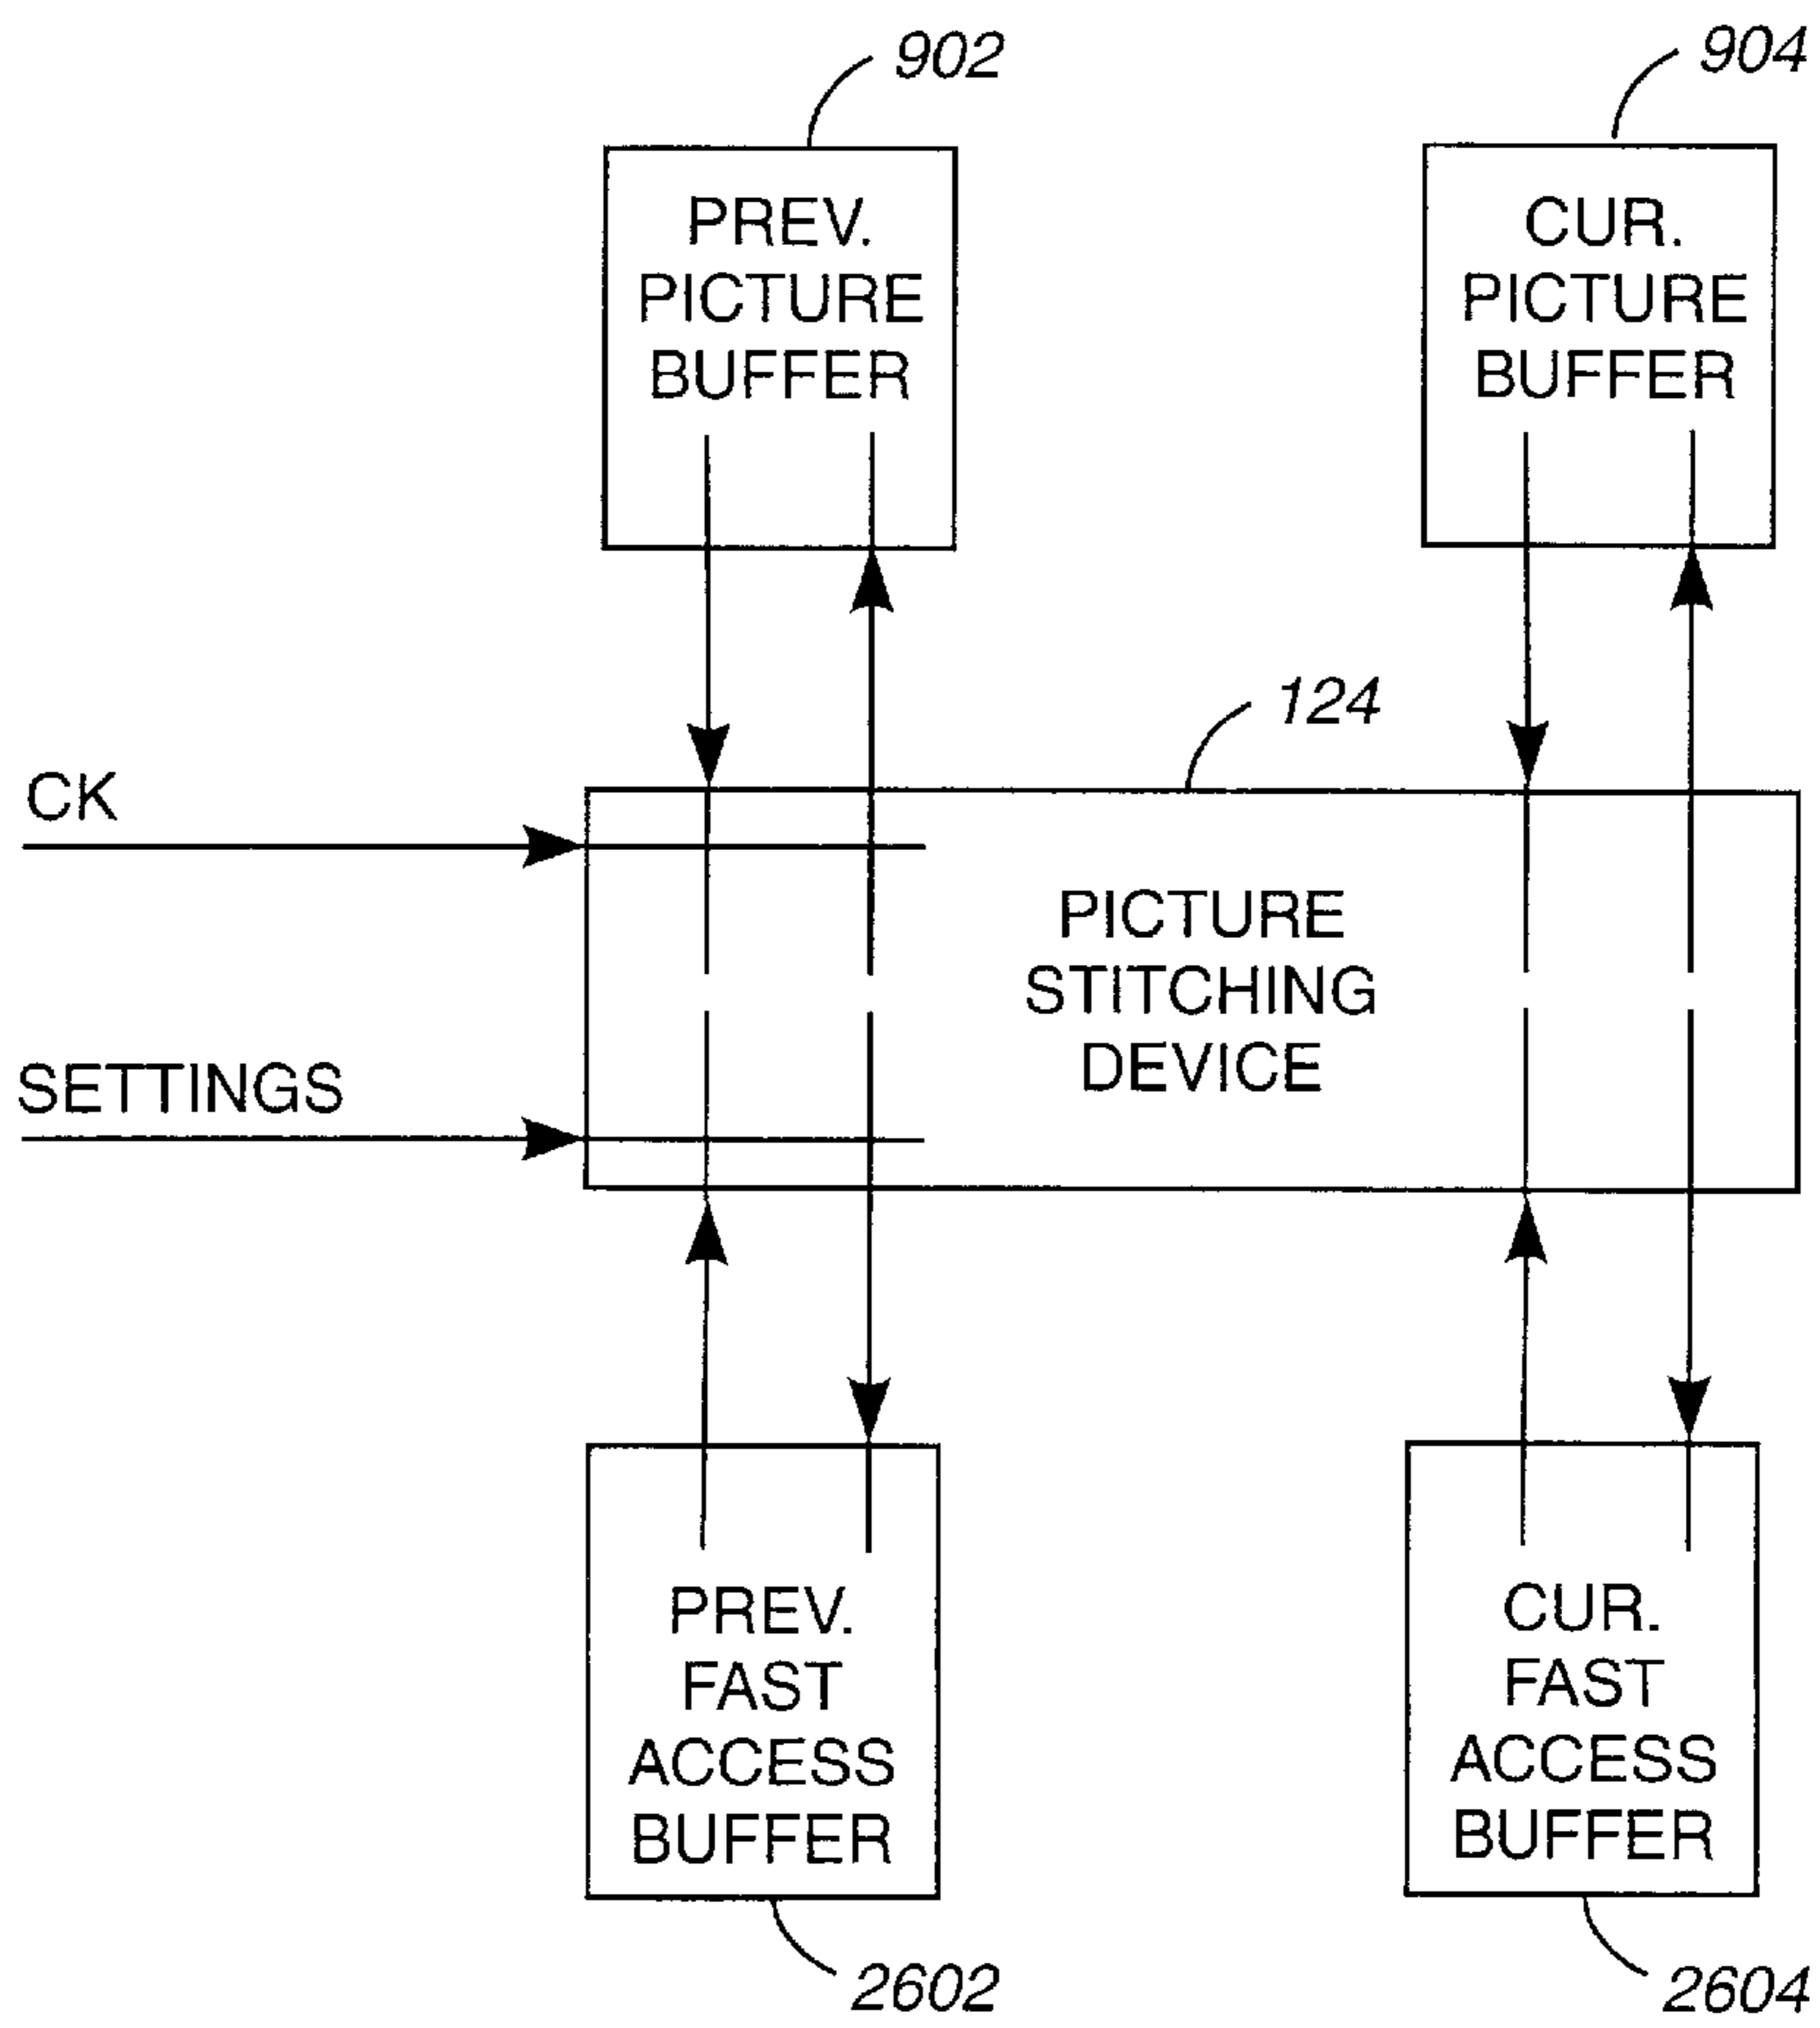 902
904
PREV.
PICTURE
BUFFER
CUR.
PICTURE
BUFFER
124
CK
PICTURE
STITCHING
DEVICE
SETTINGS
PREV.
FAST
ACCESS
BUFFER
CUR.
FAST
ACCESS
BUFFER
2602
2604